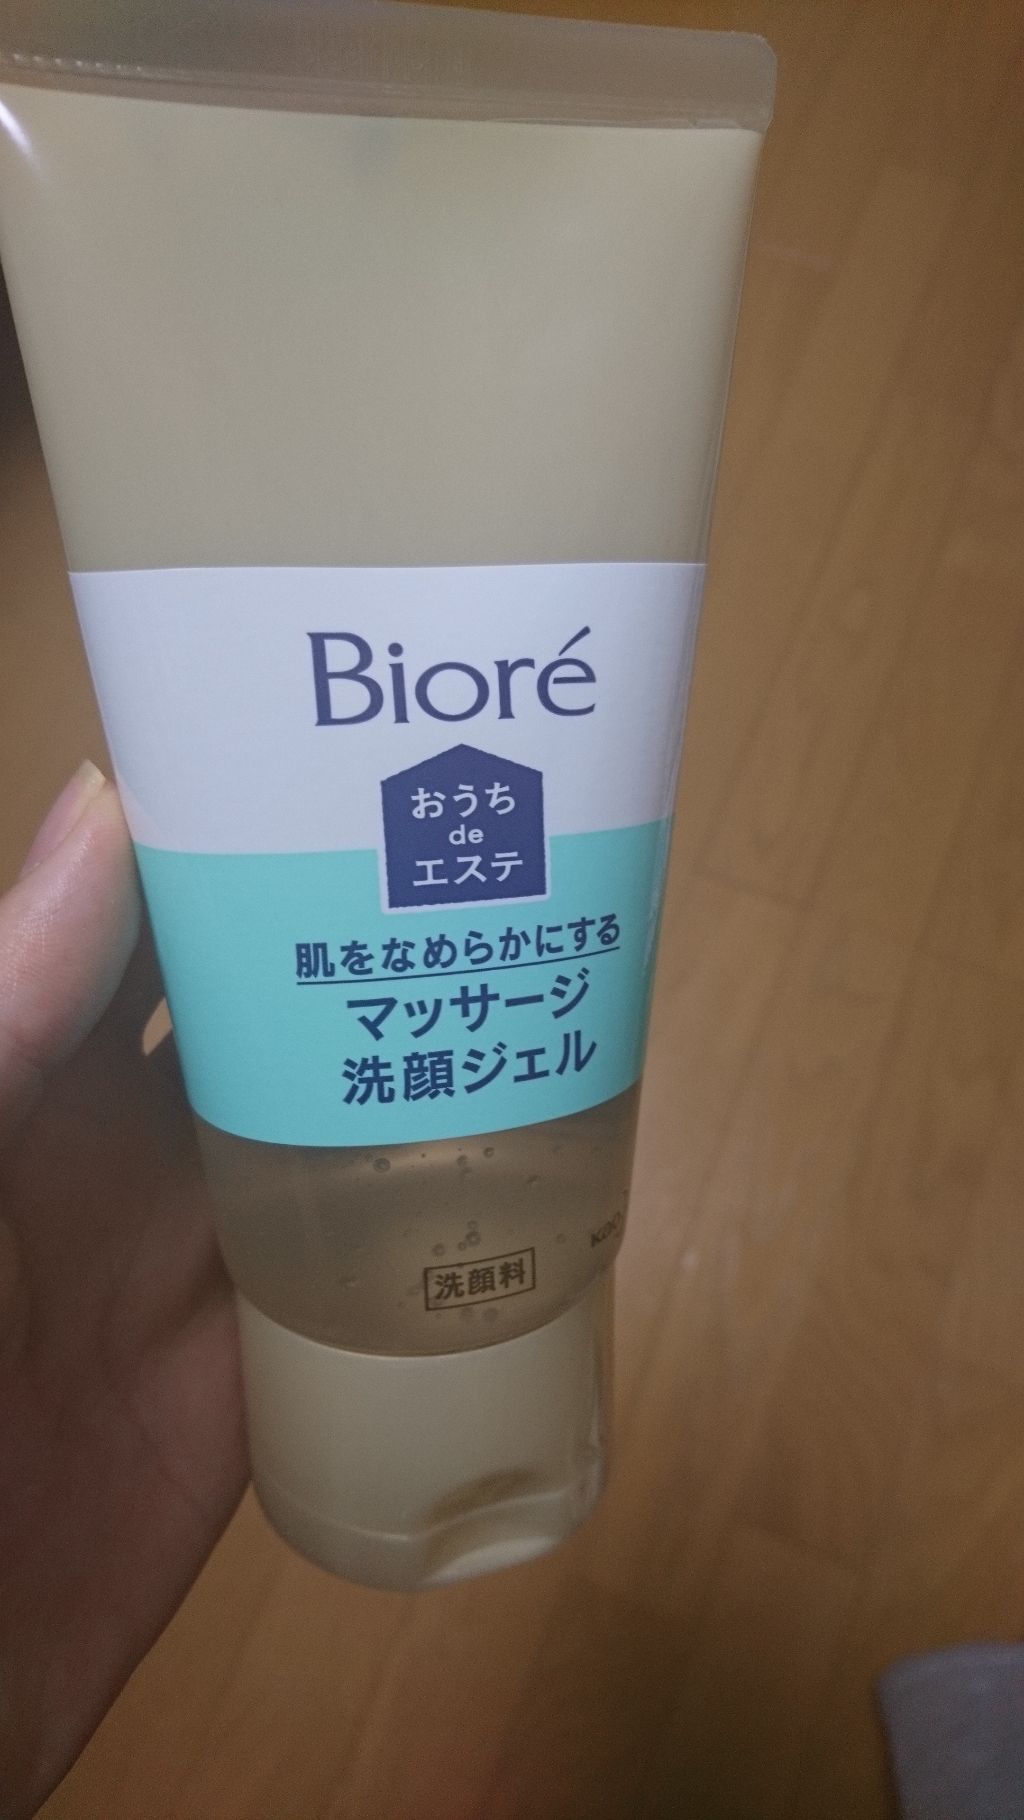 Bioré
おうち
de
エステ
肌をなめらかにする
マッサージ
洗顔ジェル
Kao
洗顔料